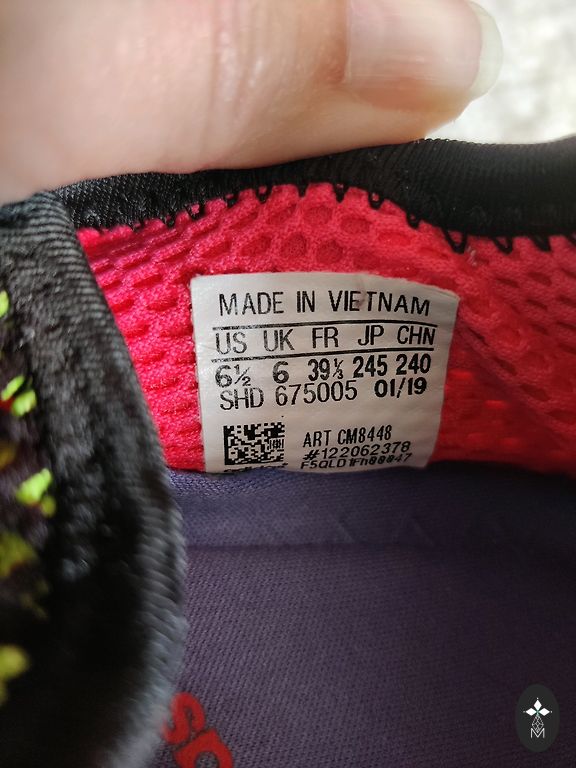 MADE IN VIETNAM
US UK FR JP CHN
6½ 6 39⅓ 245 240
SHD 675005 01/19
ART CM8448
#122062378
M